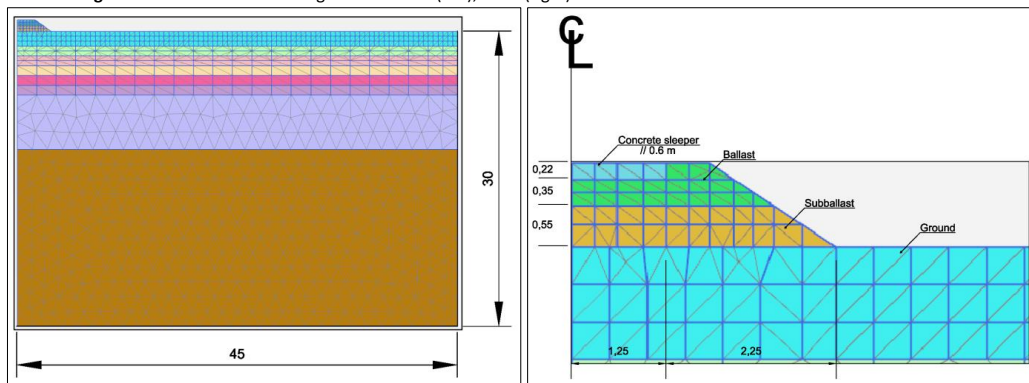 30
45
CL
Concrete sleeper
// 0.6 m
Ballast
Subballast
Ground
0,22
0,35
0,55
1,25
2,25